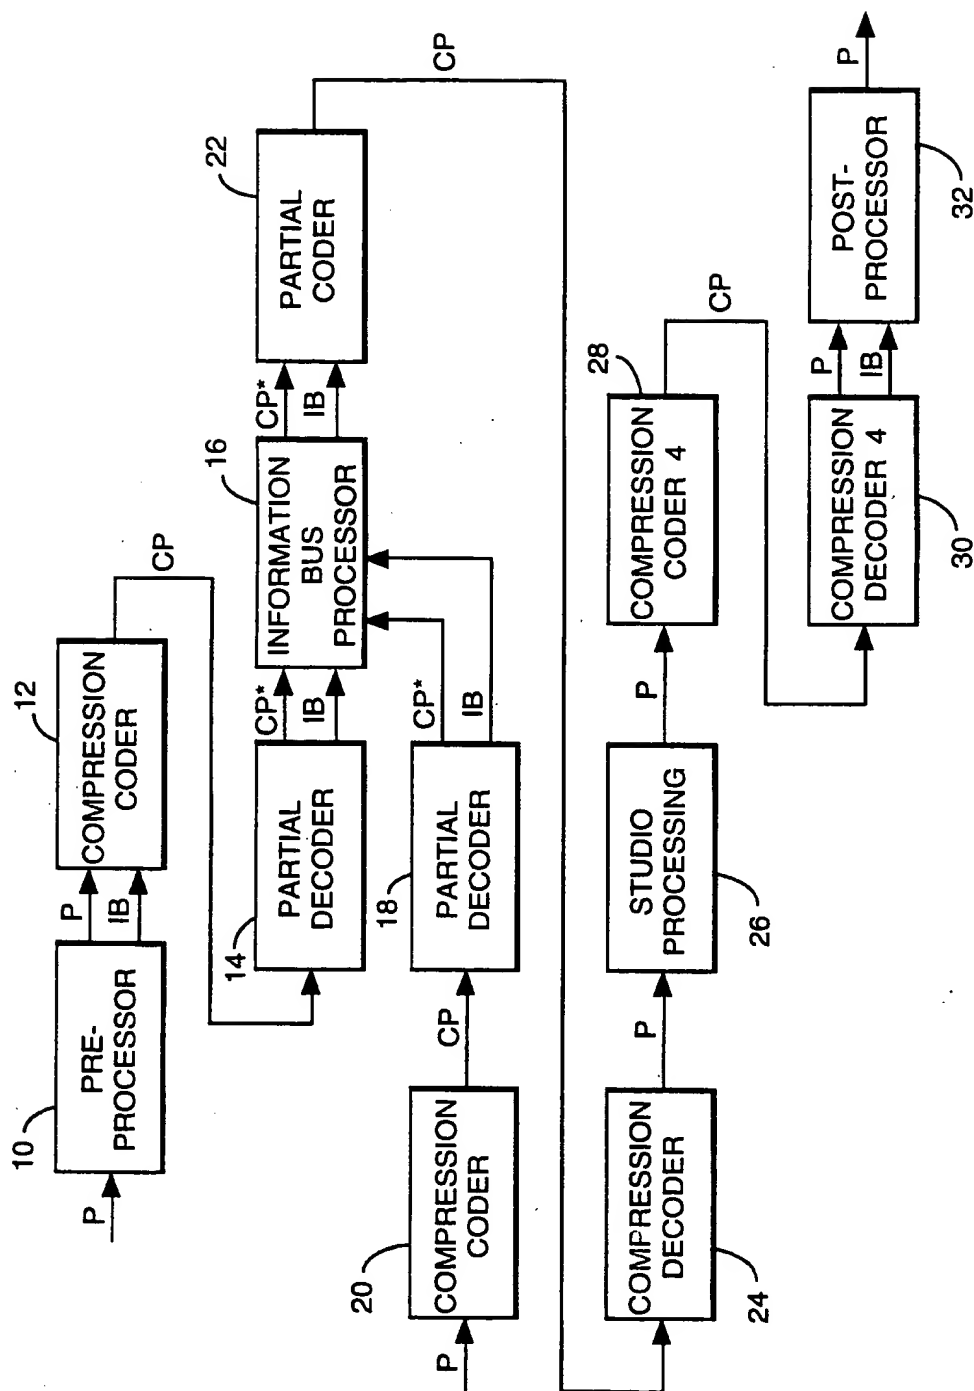 10
P
PRE-
PROCESSOR
P
IB
12
COMPRESSION
CODER
CP
14
PARTIAL
DECODER
CP*
IB
16
INFORMATION
BUS
PROCESSOR
CP*
IB
22
PARTIAL
CODER
CP
20
P
COMPRESSION
CODER
CP
18
PARTIAL
DECODER
CP*
IB
COMPRESSION
DECODER
24
P
STUDIO
PROCESSING
26
P
28
COMPRESSION
CODER 4
CP
COMPRESSION
DECODER 4
30
P
IB
POST-
PROCESSOR
32
P